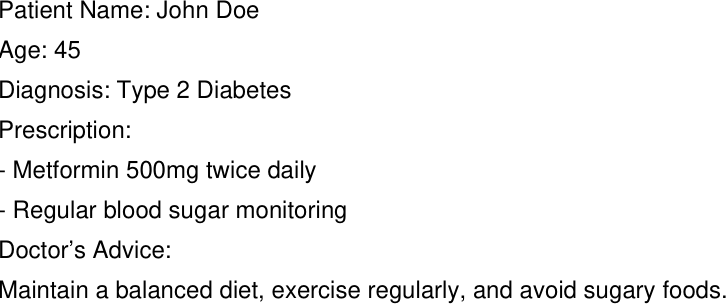 Patient Name: John Doe
Age: 45
Diagnosis: Type 2 Diabetes
Prescription:
- Metformin 500mg twice daily
- Regular blood sugar monitoring
Doctor’s Advice:
Maintain a balanced diet, exercise regularly, and avoid sugary foods.